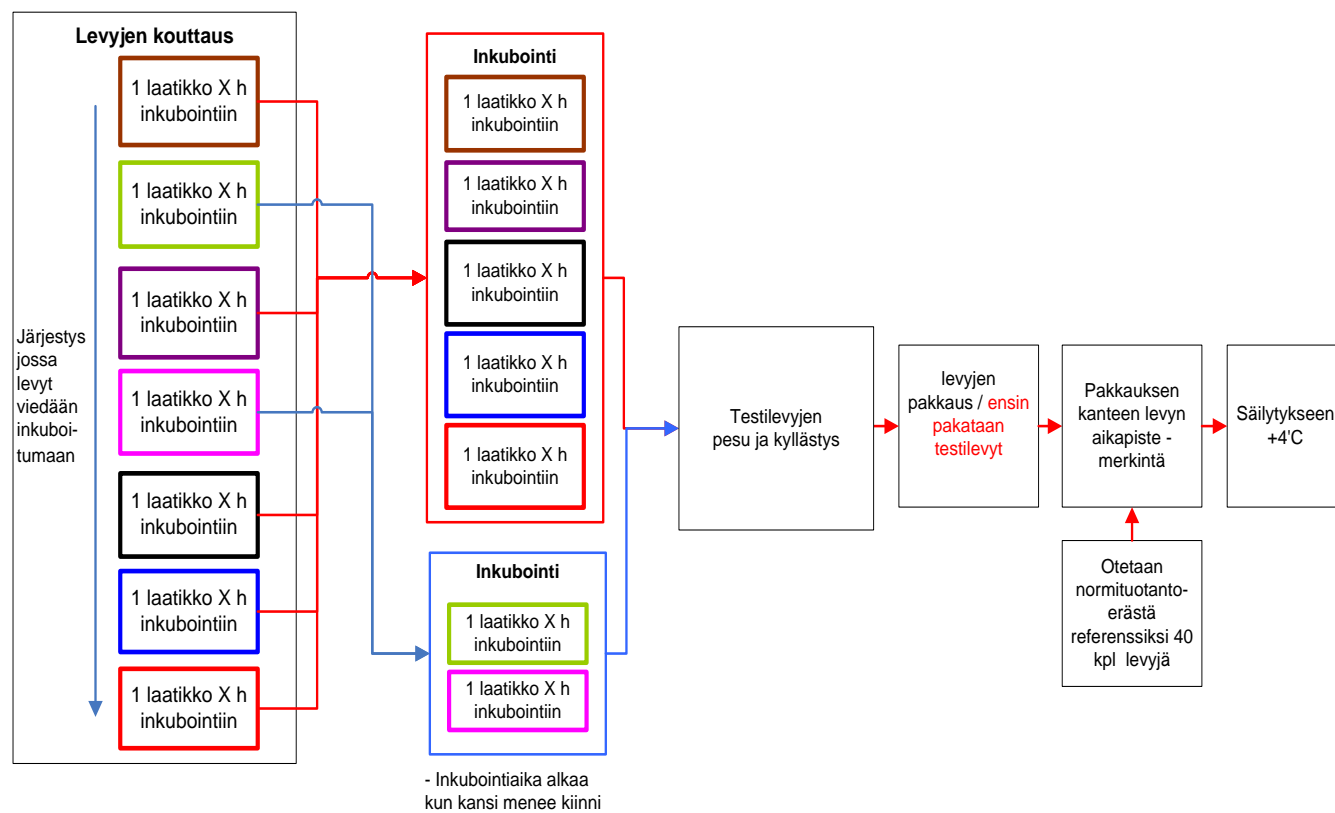 Levyjen kouttaus
1 laatikko X h
inkubointiin
1 laatikko X h
inkubointiin
1 laatikko X h
inkubointiin
1 laatikko X h
inkubointiin
1 laatikko X h
inkubointiin
1 laatikko X h
inkubointiin
1 laatikko X h
inkubointiin
Järjestys
jossa
levyt
viedään
inkuboi-
tumaan
Inkubointi
1 laatikko X h
inkubointiin
1 laatikko X h
inkubointiin
1 laatikko X h
inkubointiin
1 laatikko X h
inkubointiin
1 laatikko X h
inkubointiin
Inkubointi
1 laatikko X h
inkubointiin
1 laatikko X h
inkubointiin
- Inkubointiaika alkaa
kun kansi menee kiinni
Testilevyjen
pesu ja kyllästys
levyjen
pakkaus / ensin
pakataan
testilevyt
Pakkauksen
kanteen levyn
aikapiste -
merkintä
Säilytykseen
+4'C
Otetaan
normituotanto-
erästä
referenssiksi 40
kpl levyjä